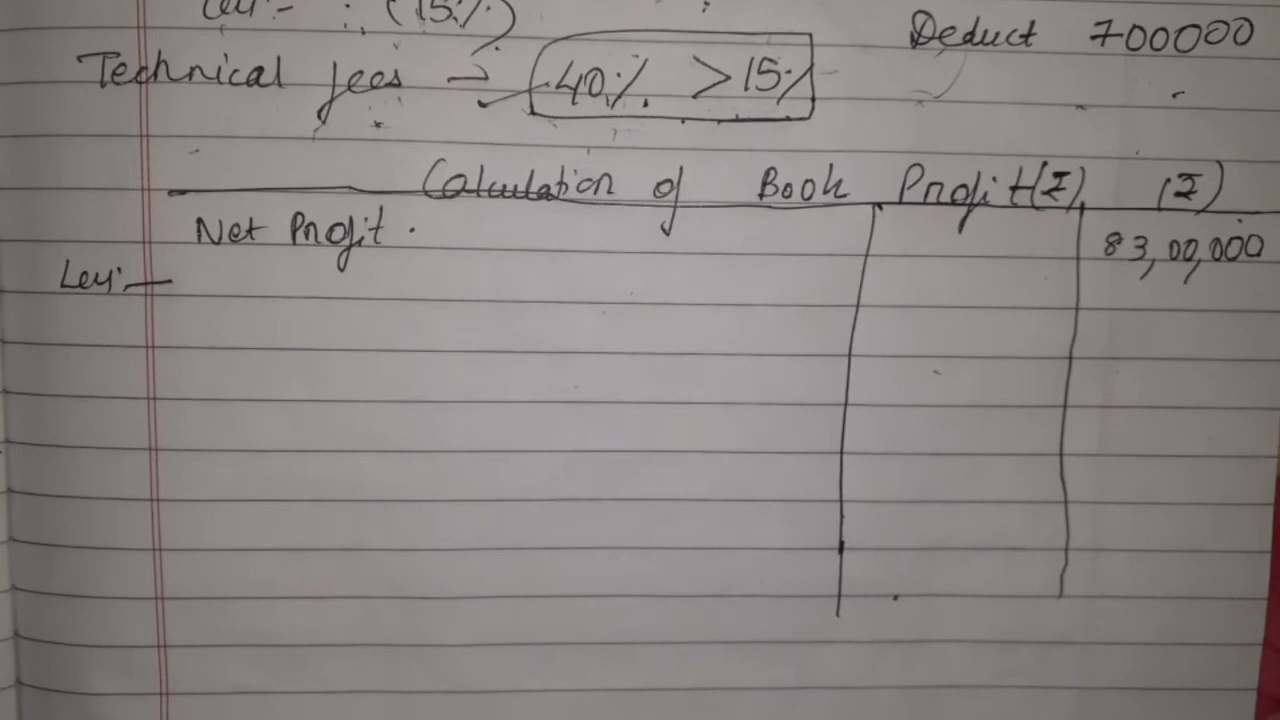 (15%)
Deduct 700000
Technical fees → 40% > 15%
Calculation of Book Profit (₹) (₹)
Net Profit. 83,00,000
Less:-